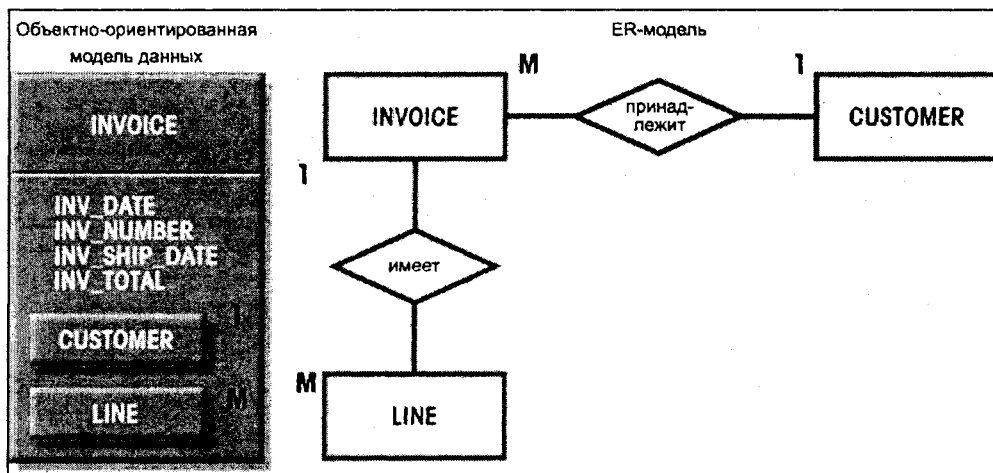 Объектно-ориентированная
модель данных
INVOICE
INV_DATE
INV_NUMBER
INV_SHIP_DATE
INV_TOTAL
1
CUSTOMER
M
LINE
ER-модель
M
1
INVOICE
принад-
лежит
CUSTOMER
1
имеет
M
LINE